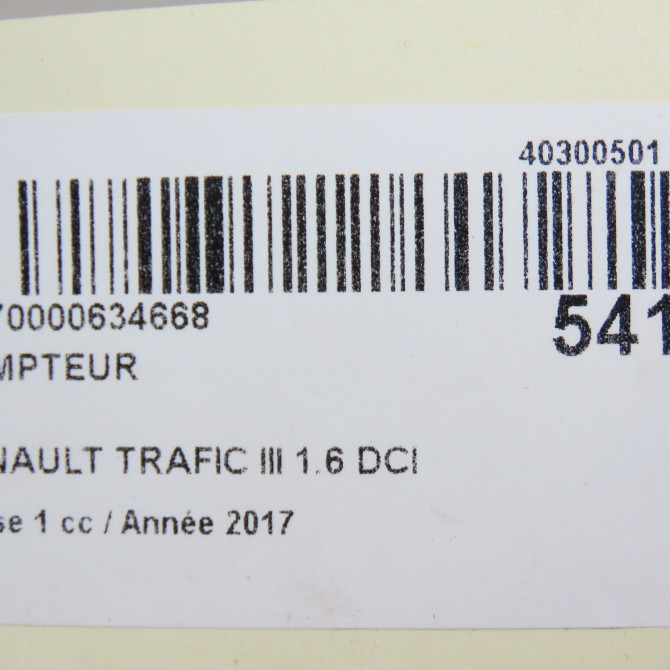 40300501
70000634668
541
MPTEUR
NAULT TRAFIC III 1.6 DCI
se 1 cc / Année 2017